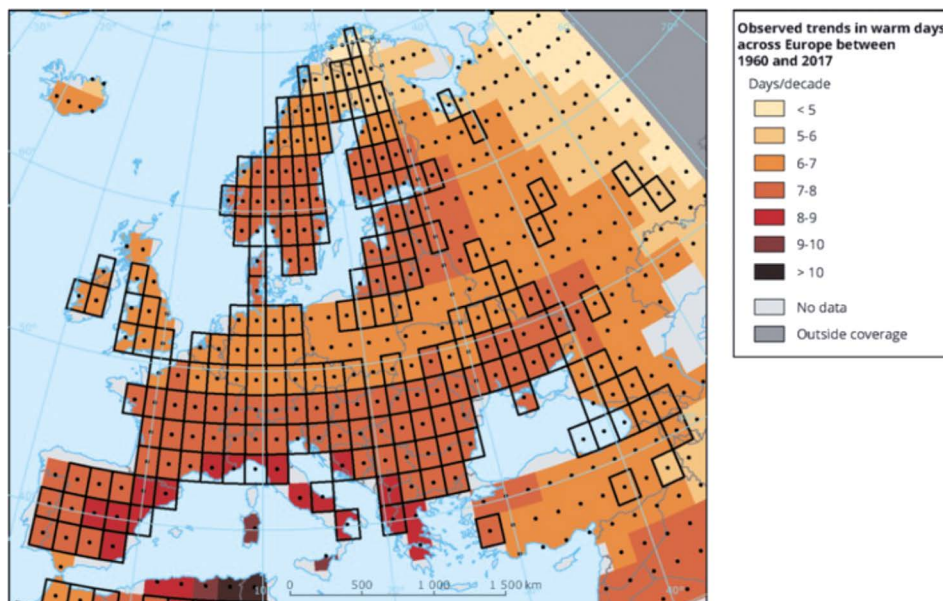 Observed trends in warm days
across Europe between
1960 and 2017
Days/decade
< 5
5-6
6-7
7-8
8-9
9-10
> 10
No data
Outside coverage
0 500 1 000 1 500 km